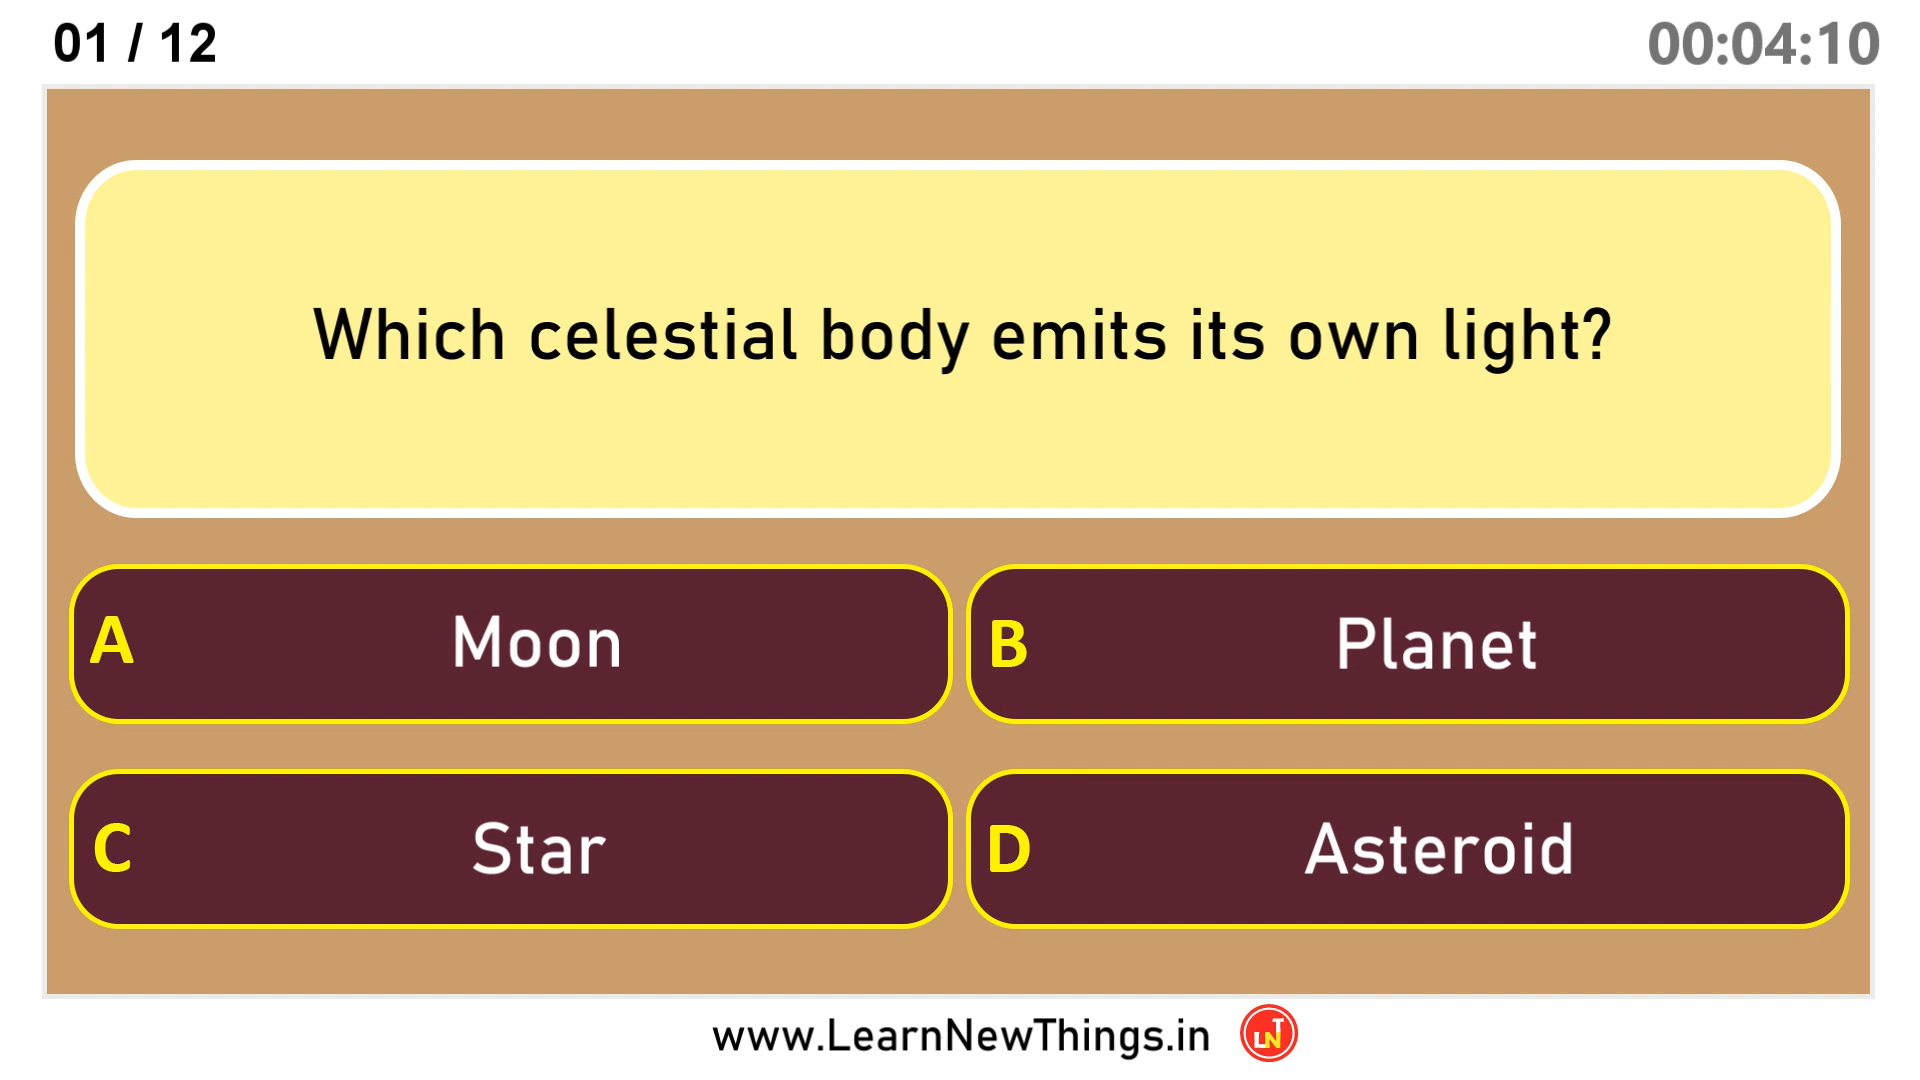 01 / 12
00:04:10
Which celestial body emits its own light?
A Moon
B Planet
C Star
D Asteroid
www.LearnNewThings.in
LNT